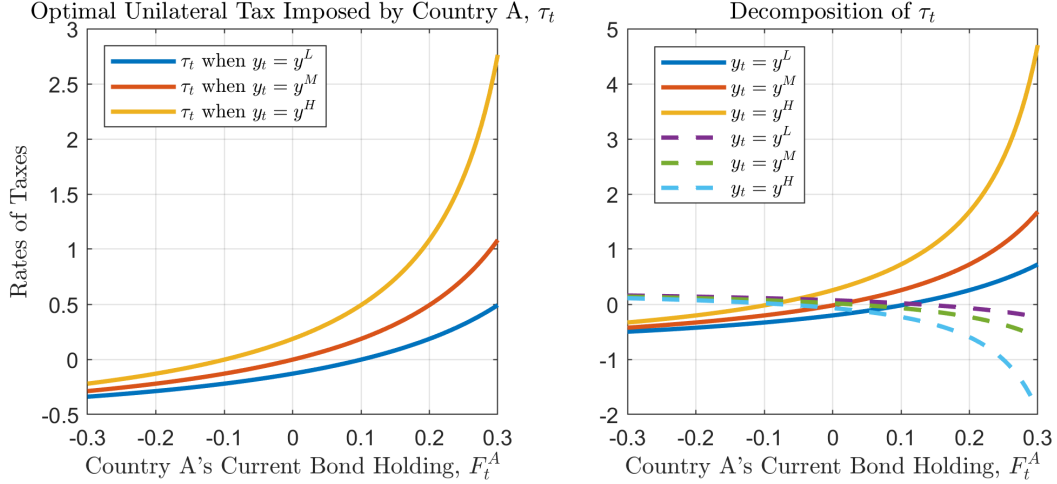 Optimal Unilateral Tax Imposed by Country A, τ_t
3
2.5
2
1.5
1
0.5
0
-0.5
Rates of Taxes
τ_t when y_t = y^L
τ_t when y_t = y^M
τ_t when y_t = y^H
-0.3 -0.2 -0.1 0 0.1 0.2 0.3
Country A's Current Bond Holding, F_t^A
Decomposition of τ_t
5
4
3
2
1
0
-1
-2
y_t = y^L
y_t = y^M
y_t = y^H
y_t = y^L
y_t = y^M
y_t = y^H
-0.3 -0.2 -0.1 0 0.1 0.2 0.3
Country A's Current Bond Holding, F_t^A